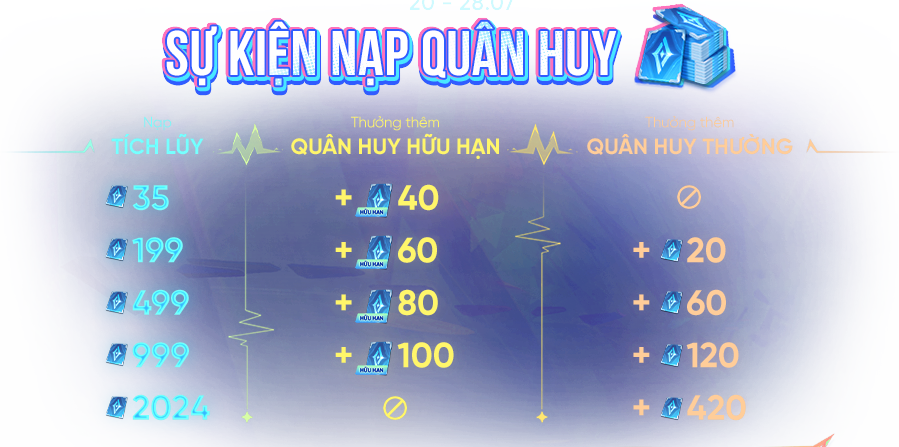 20 - 28.07
SỰ KIỆN NẠP QUÂN HUY
Nạp
TÍCH LŨY
Thưởng thêm
QUÂN HUY HỮU HẠN
Thưởng thêm
QUÂN HUY THƯỜNG
35 + HỮU HẠN 40
199 + HỮU HẠN 60 + 20
499 + HỮU HẠN 80 + 60
999 + HỮU HẠN 100 + 120
2024 + 420